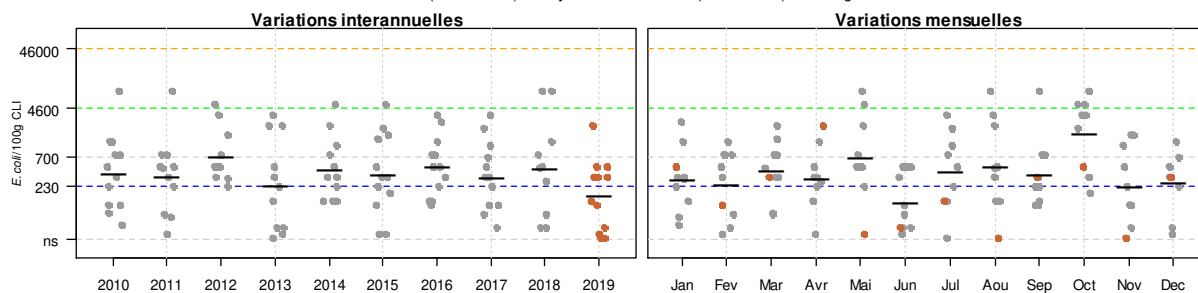 Variations interannuelles
Variations mensuelles
E.coli/100g CLI
46000
4600
700
230
ns
2010 2011 2012 2013 2014 2015 2016 2017 2018 2019
Jan Fev Mar Avr Mai Jun Jul Aou Sep Oct Nov Dec